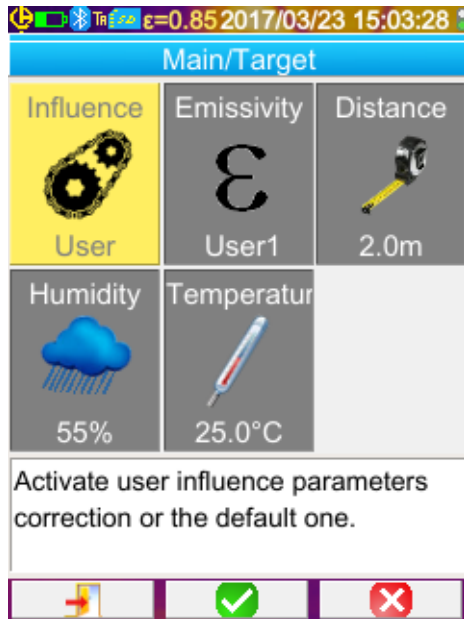 ε=0.85 2017/03/23 15:03:28
Main/Target
Influence Emissivity Distance
ε
User User1 2.0m
Humidity Temperatur
55% 25.0°C
Activate user influence parameters
correction or the default one.